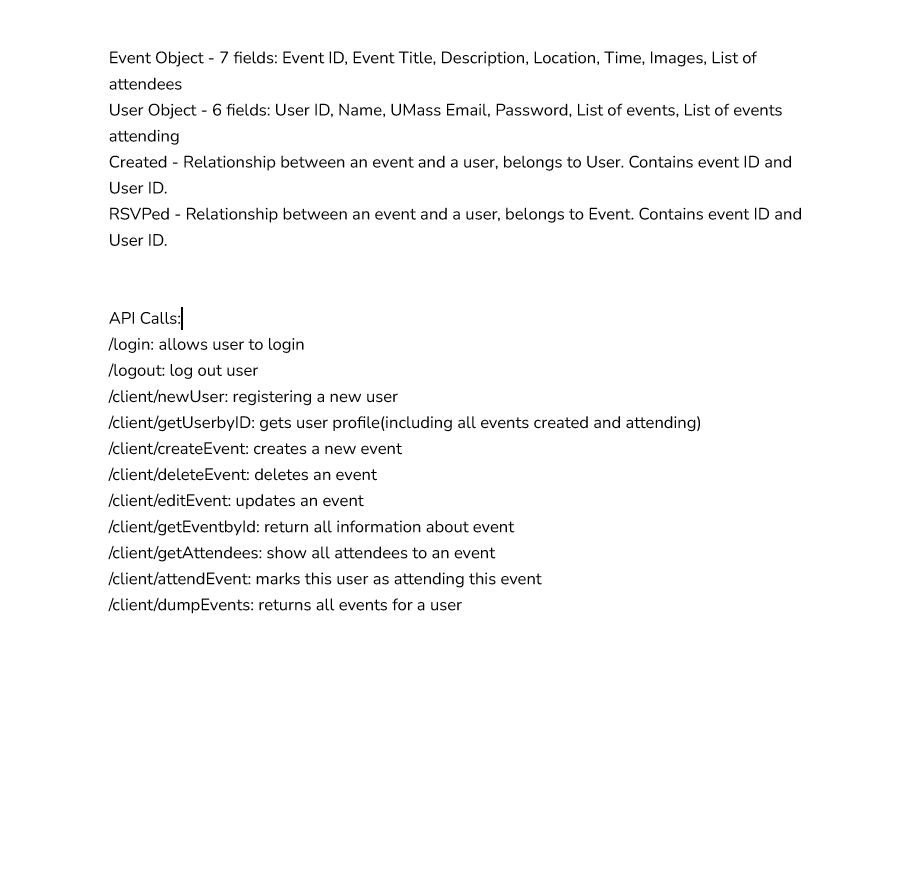 Event Object - 7 fields: Event ID, Event Title, Description, Location, Time, Images, List of
attendees
User Object - 6 fields: User ID, Name, UMass Email, Password, List of events, List of events
attending
Created - Relationship between an event and a user, belongs to User. Contains event ID and
User ID.
RSVPed - Relationship between an event and a user, belongs to Event. Contains event ID and
User ID.
API Calls:
/login: allows user to login
/logout: log out user
/client/newUser: registering a new user
/client/getUserbyID: gets user profile(including all events created and attending)
/client/createEvent: creates a new event
/client/deleteEvent: deletes an event
/client/editEvent: updates an event
/client/getEventbyId: return all information about event
/client/getAttendees: show all attendees to an event
/client/attendEvent: marks this user as attending this event
/client/dumpEvents: returns all events for a user